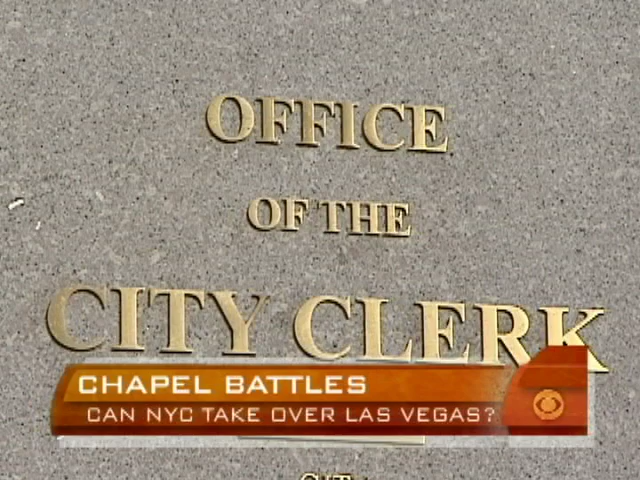 OFFICE
OF THE
CITY CLERK
CHAPEL BATTLES
CAN NYC TAKE OVER LAS VEGAS?